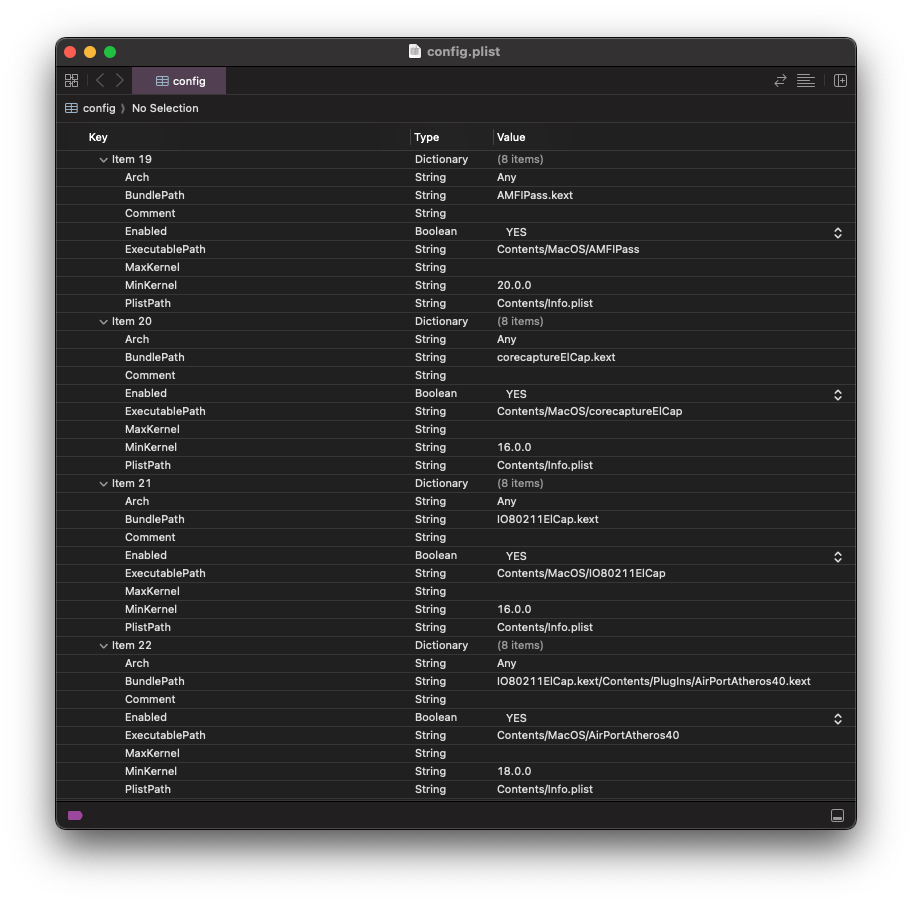 config.plist
config
config 〉 No Selection
Key Type Value
Item 19 Dictionary (8 items)
Arch String Any
BundlePath String AMFIPass.kext
Comment String
Enabled Boolean YES
ExecutablePath String Contents/MacOS/AMFIPass
MaxKernel String
MinKernel String 20.0.0
PlistPath String Contents/Info.plist
Item 20 Dictionary (8 items)
Arch String Any
BundlePath String corecaptureElCap.kext
Comment String
Enabled Boolean YES
ExecutablePath String Contents/MacOS/corecaptureElCap
MaxKernel String
MinKernel String 16.0.0
PlistPath String Contents/Info.plist
Item 21 Dictionary (8 items)
Arch String Any
BundlePath String IO80211ElCap.kext
Comment String
Enabled Boolean YES
ExecutablePath String Contents/MacOS/IO80211ElCap
MaxKernel String
MinKernel String 16.0.0
PlistPath String Contents/Info.plist
Item 22 Dictionary (8 items)
Arch String Any
BundlePath String IO80211ElCap.kext/Contents/PlugIns/AirPortAtheros40.kext
Comment String
Enabled Boolean YES
ExecutablePath String Contents/MacOS/AirPortAtheros40
MaxKernel String
MinKernel String 18.0.0
PlistPath String Contents/Info.plist